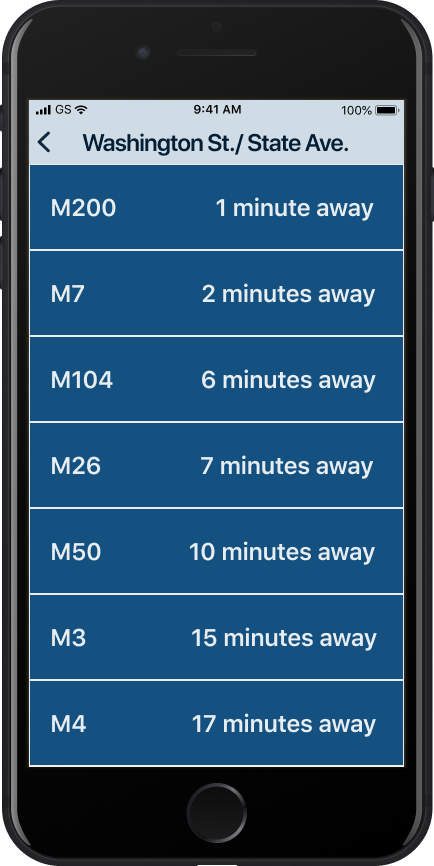 GS 9:41 AM 100%
Washington St./ State Ave.
M200 1 minute away
M7 2 minutes away
M104 6 minutes away
M26 7 minutes away
M50 10 minutes away
M3 15 minutes away
M4 17 minutes away